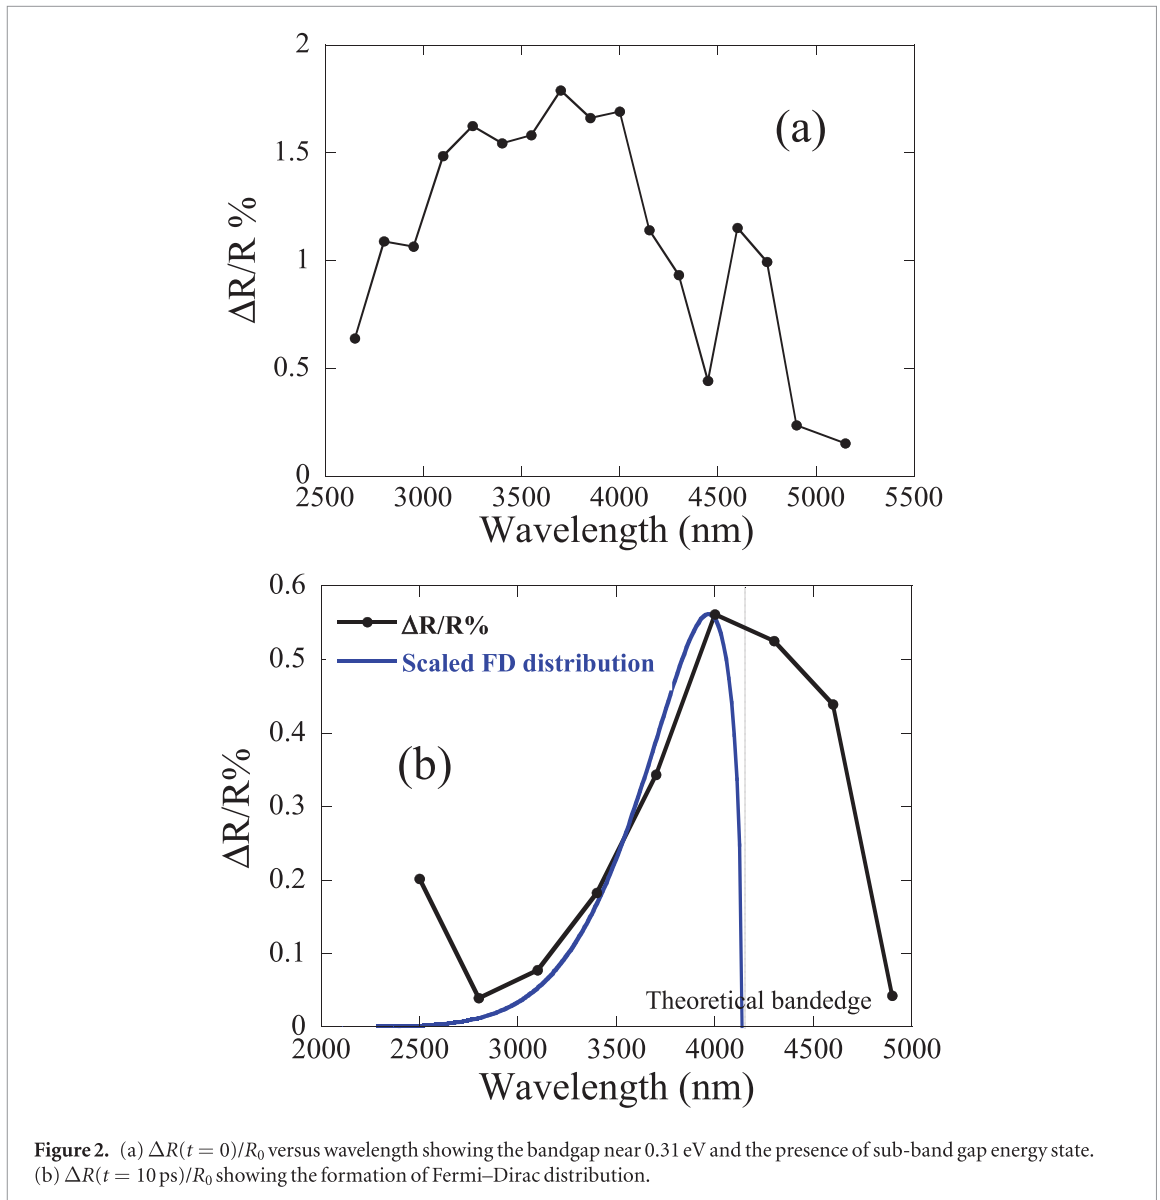 2
1.5
1
0.5
0
ΔR/R %
(a)
2500 3000 3500 4000 4500 5000 5500
Wavelength (nm)
0.6
0.5
0.4
0.3
0.2
0.1
0
ΔR/R%
ΔR/R%
Scaled FD distribution
(b)
Theoretical bandedge
2000 2500 3000 3500 4000 4500 5000
Wavelength (nm)
Figure 2. (a) ΔR(t = 0)/R₀ versus wavelength showing the bandgap near 0.31 eV and the presence of sub-band gap energy state.
(b) ΔR(t = 10 ps)/R₀ showing the formation of Fermi–Dirac distribution.